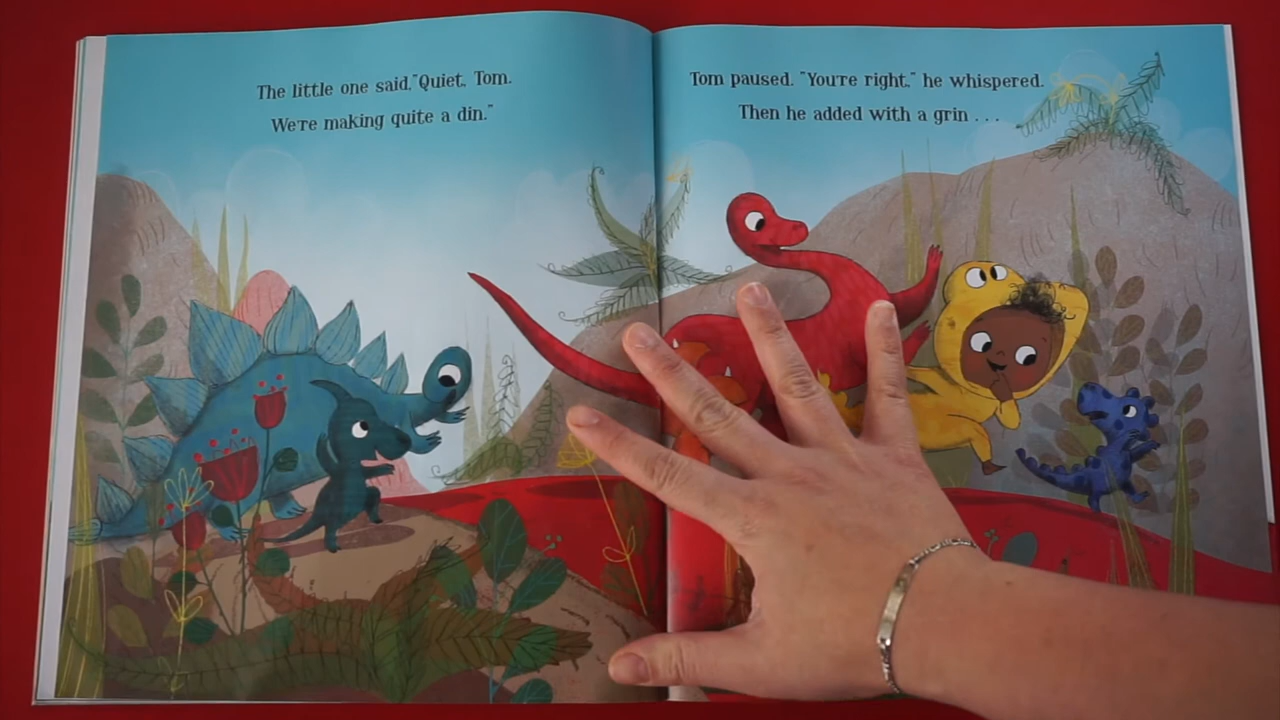 The little one said, "Quiet, Tom.
We're making quite a din."
Tom paused. "You're right," he whispered.
Then he added with a grin . . .